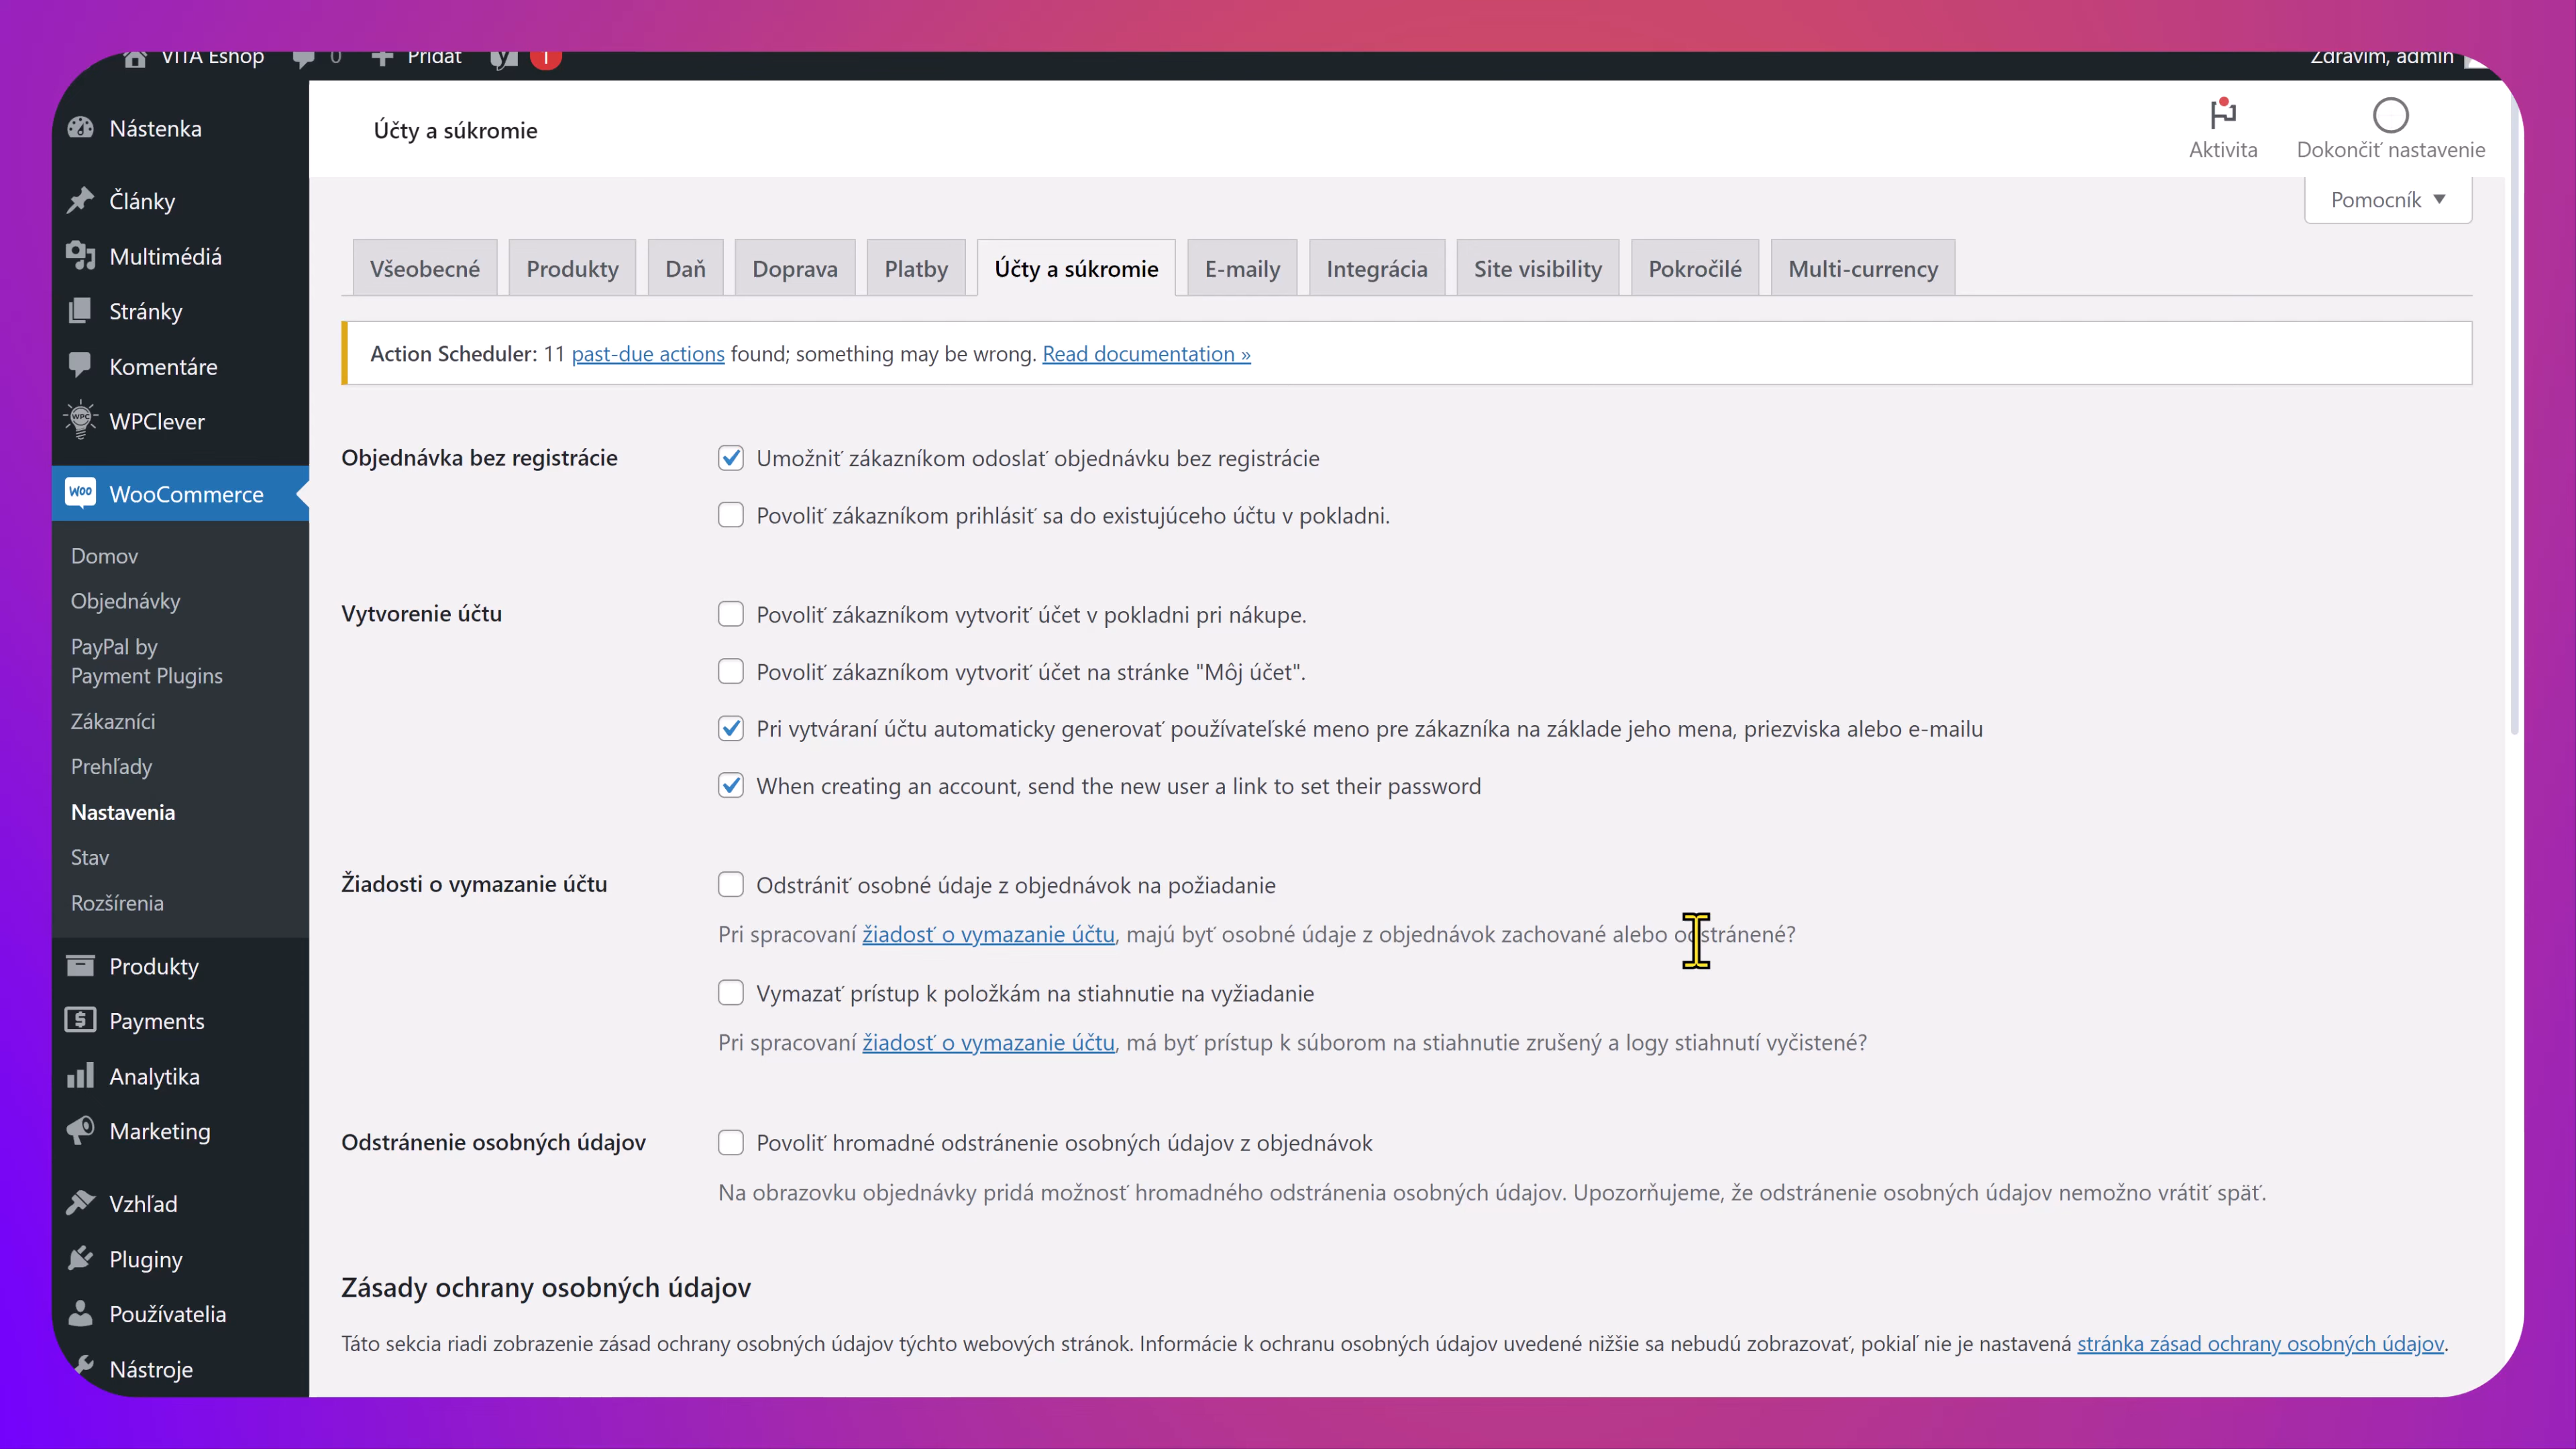 VITA Eshop 0 Pridať 1 Zdravím, admin
Nástenka
Články
Multimédiá
Stránky
Komentáre
WPC
WPClever
Woo WooCommerce
Domov
Objednávky
PayPal by
Payment Plugins
Zákazníci
Prehľady
Nastavenia
Stav
Rozšírenia
Produkty
Payments
Analytika
Marketing
Vzhľad
Pluginy
Používatelia
Nástroje
Účty a súkromie
Aktivita
Dokončiť nastavenie
Pomocník
Všeobecné Produkty Daň Doprava Platby Účty a súkromie E-maily Integrácia Site visibility Pokročilé Multi-currency
Action Scheduler: 11 past-due actions found; something may be wrong. Read documentation »
Objednávka bez registrácie
Umožniť zákazníkom odoslať objednávku bez registrácie
Povoliť zákazníkom prihlásiť sa do existujúceho účtu v pokladni.
Vytvorenie účtu
Povoliť zákazníkom vytvoriť účet v pokladni pri nákupe.
Povoliť zákazníkom vytvoriť účet na stránke "Môj účet".
Pri vytváraní účtu automaticky generovať používateľské meno pre zákazníka na základe jeho mena, priezviska alebo e-mailu
When creating an account, send the new user a link to set their password
Žiadosti o vymazanie účtu
Odstrániť osobné údaje z objednávok na požiadanie
Pri spracovaní žiadosť o vymazanie účtu, majú byť osobné údaje z objednávok zachované alebo odstránené?
Vymazať prístup k položkám na stiahnutie na vyžiadanie
Pri spracovaní žiadosť o vymazanie účtu, má byť prístup k súborom na stiahnutie zrušený a logy stiahnutí vyčistené?
Odstránenie osobných údajov
Povoliť hromadné odstránenie osobných údajov z objednávok
Na obrazovku objednávky pridá možnosť hromadného odstránenia osobných údajov. Upozorňujeme, že odstránenie osobných údajov nemožno vrátiť späť.
Zásady ochrany osobných údajov
Táto sekcia riadi zobrazenie zásad ochrany osobných údajov týchto webových stránok. Informácie k ochranu osobných údajov uvedené nižšie sa nebudú zobrazovať, pokiaľ nie je nastavená stránka zásad ochrany osobných údajov.